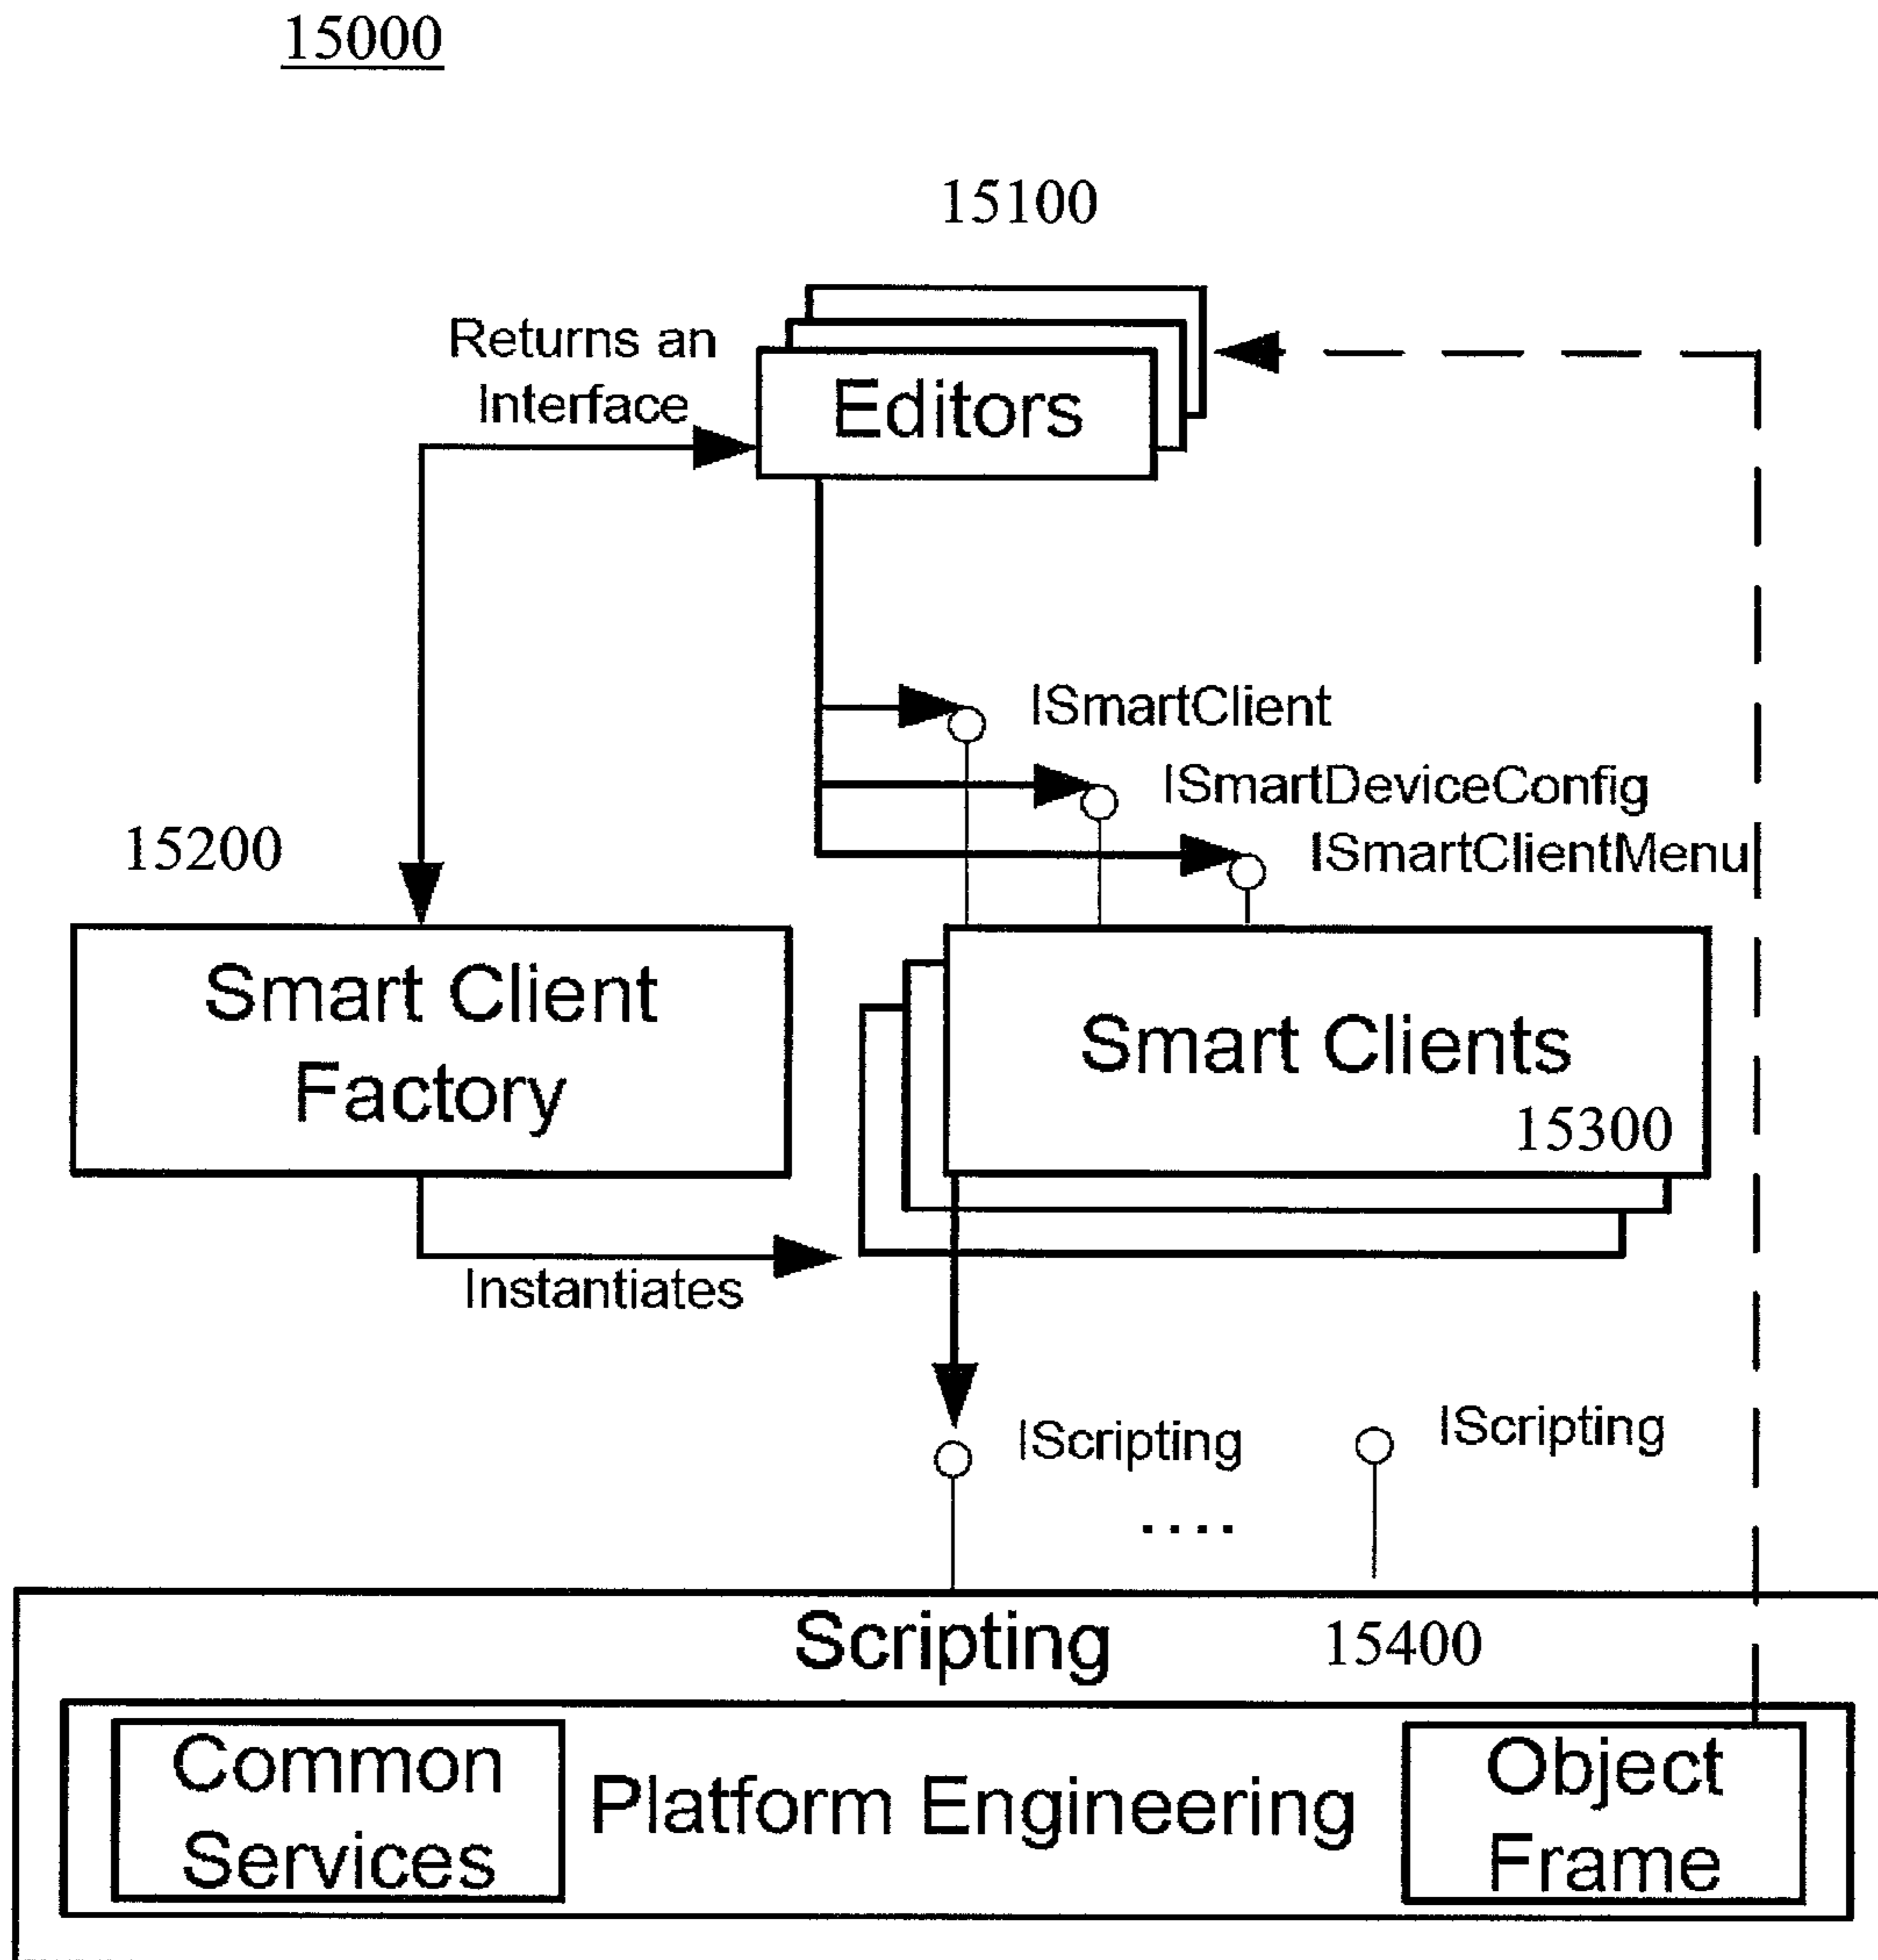 15000
15100
Returns an
Interface
Editors
ISmartClient
ISmartDeviceConfig
ISmartClientMenu
15200
Smart Client
Factory
Smart Clients
15300
Instantiates
IScripting
IScripting
....
Scripting
15400
Common
Services
Platform Engineering
Object
Frame